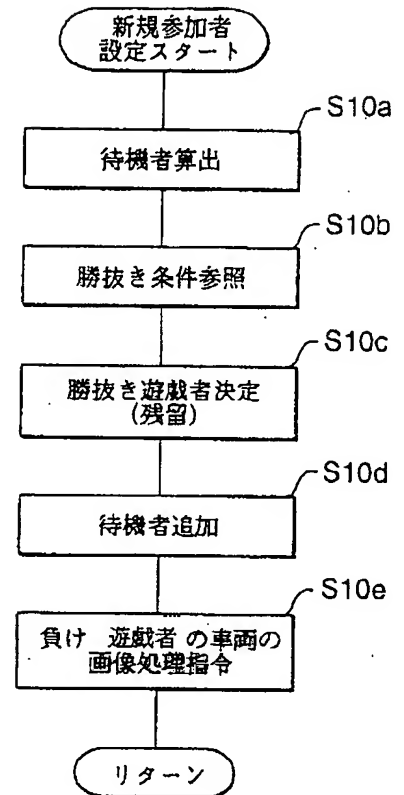 新規参加者
設定スタート
S10a
待機者算出
S10b
勝抜き条件参照
S10c
勝抜き遊戯者決定
(残留)
S10d
待機者追加
S10e
負け 遊戯者 の車両の
画像処理指令
リターン